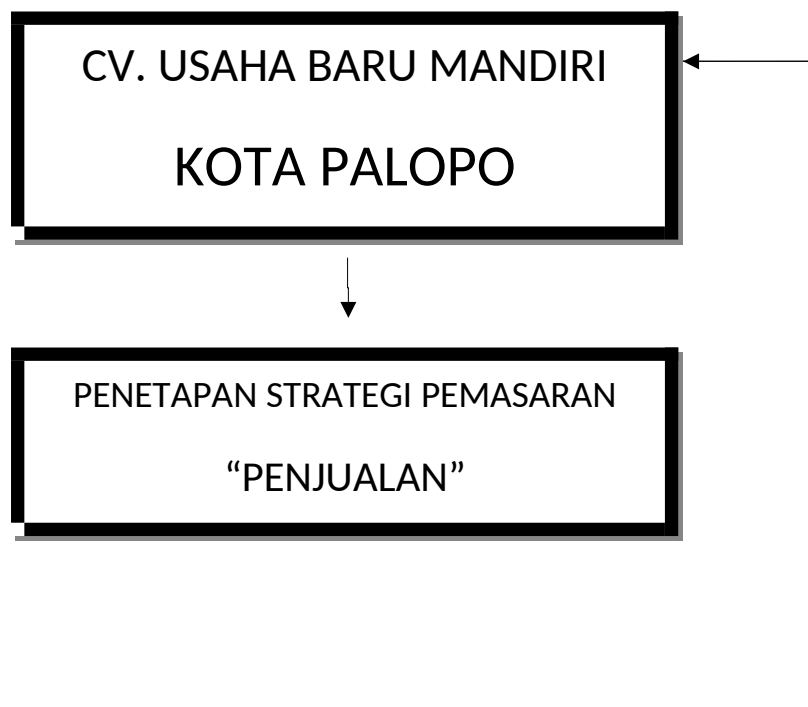 CV. USAHA BARU MANDIRI
KOTA PALOPO
PENETAPAN STRATEGI PEMASARAN
“PENJUALAN”